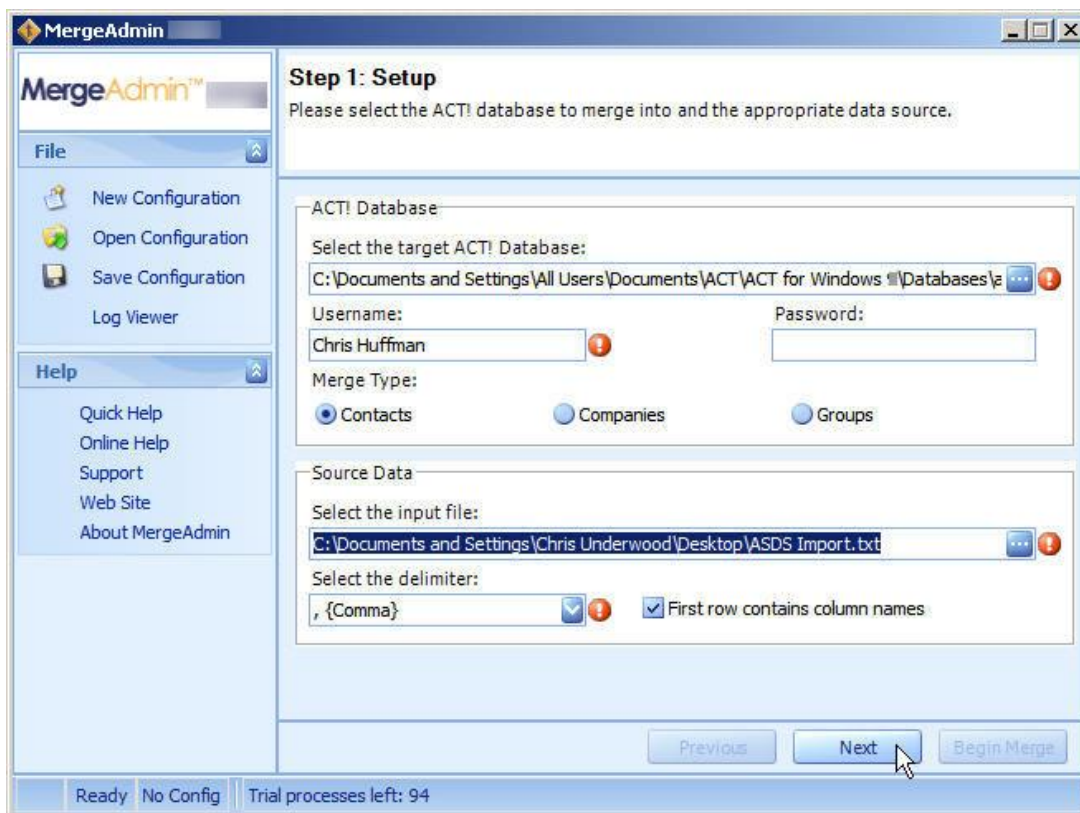 MergeAdmin
MergeAdmin™
File
New Configuration
Open Configuration
Save Configuration
Log Viewer
Help
Quick Help
Online Help
Support
Web Site
About MergeAdmin
Step 1: Setup
Please select the ACT! database to merge into and the appropriate data source.
ACT! Database
Select the target ACT! Database:
C:\Documents and Settings\All Users\Documents\ACT\ACT for Windows \Databases\a
Username:
Password:
Chris Huffman
Merge Type:
Contacts
Companies
Groups
Source Data
Select the input file:
C:\Documents and Settings\Chris Underwood\Desktop\ASDS Import.txt
Select the delimiter:
, {Comma}
First row contains column names
Previous
Next
Begin Merge
Ready
No Config
Trial processes left: 94